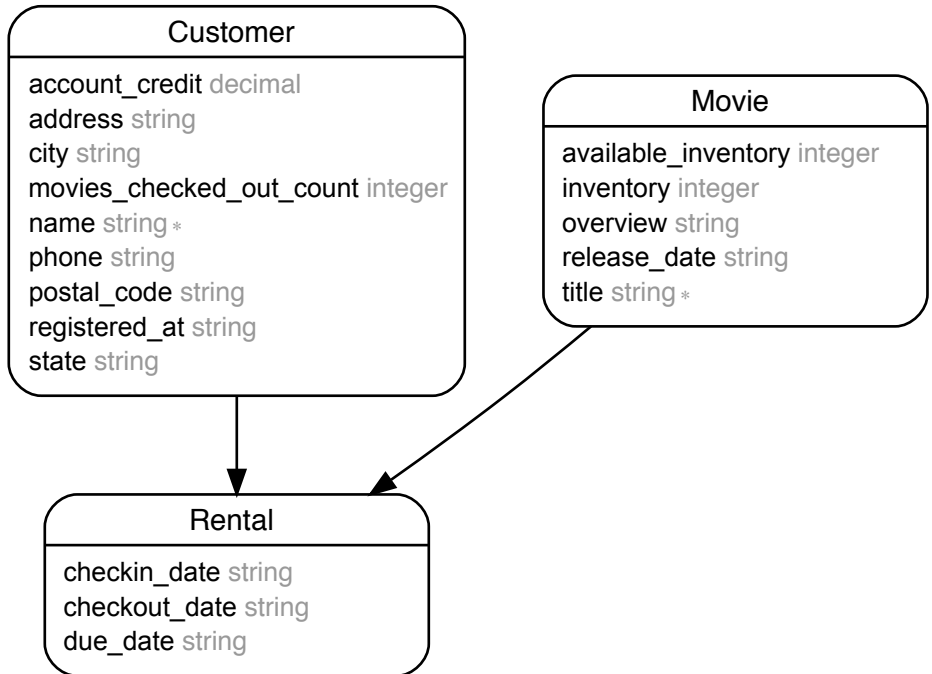 Customer
account_credit decimal
address string
city string
movies_checked_out_count integer
name string *
phone string
postal_code string
registered_at string
state string
Movie
available_inventory integer
inventory integer
overview string
release_date string
title string *
Rental
checkin_date string
checkout_date string
due_date string